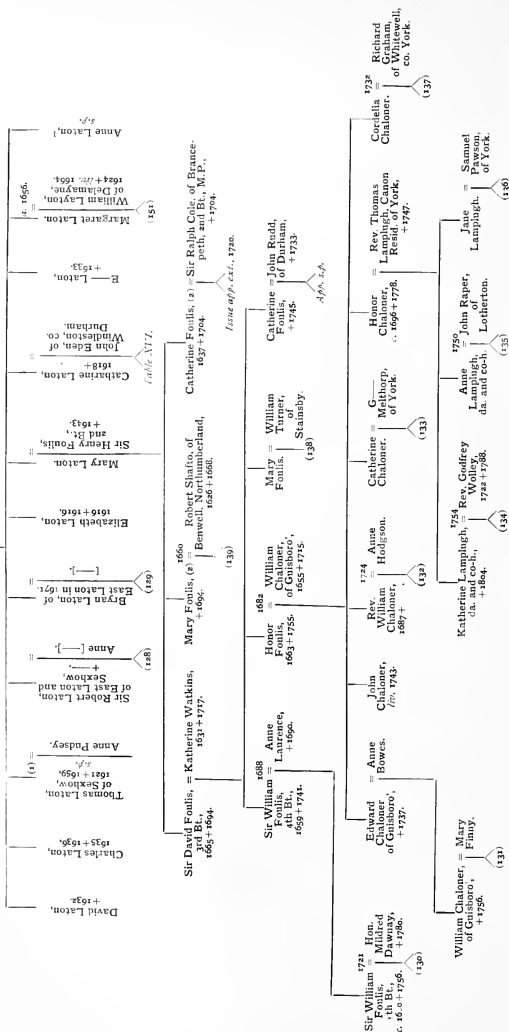 David Laton,
+1632.
Charles Laton,
1635+1636.
Thomas Laton,
of Sexhow,
1621+1659.
(1)
=
Anne Pudsey.
s.p.
Sir Robert Laton,
of East Laton and
Sexhow,
+—.
=
Anne [—].
(128)
Bryan Laton, of
East Laton in 1671.
=
[—].
(129)
Elizabeth Laton,
1616+1616.
Mary Laton.
=
Sir Henry Foulis,
2nd Bt.,
+1643.
Catharine Laton,
1618+
=
John Eden, of
Windleston, co.
Durham.
Table XVI.
E— Laton,
+1633.
Margaret Laton.
=
1656.
William Layton,
of Delamayne,
1624+liv. 1664.
(151)
Anne Laton,¹
s.p.
Sir David Foulis,
3rd Bt.,
1665+1694.
= Katherine Watkins,
1631+1717.
Mary Foulis, (2)
+1694.
1660
=
Robert Shafto, of
Benwell, Northumberland,
1626+1668.
(139)
Catherine Foulis, (2)
1637+1704.
= Sir Ralph Cole, of Brance-
peth, 2nd Bt., M.P.,
+1704.
Issue app. ext., 1720.
Sir William
Foulis,
4th Bt.,
1659+1741.
1688
=
Anne
Laurence,
+1690.
Honor
Foulis,
1663+1755.
1682
=
William
Chaloner,
of Guisboro',
1655+1715.
Mary
Foulis.
=
William
Turner,
of
Stainsby.
(138)
Catherine
Foulis,
+1745.
= John Rudd,
of Durham,
+1733.
App. s.p.
Sir William
Foulis,
Bt.,
+1756.
1721
=
Hon.
Mildred
Dawnay,
+1780.
(130)
Edward
Chaloner
of Guisboro',
+1737.
=
Anne
Bowes.
John
Chaloner,
liv. 1743.
Rev.
William
Chaloner,
1687+
1724
=
Anne
Hodgson.
(132)
Catherine
Chaloner.
=
G—
Melthorp,
of York.
(133)
Honor
Chaloner,
c. 1696+1778.
=
Rev. Thomas
Lamplugh, Canon
Resid. of York,
+1747.
Cordelia
Chaloner.
1732
=
Richard
Graham,
of Whitewell,
co. York.
(137)
William Chaloner,
of Guisboro',
+1756.
=
Mary
Finny.
(131)
Katherine Lamplugh,
da. and co-h.,
+1804.
1754
=
Rev. Godfrey
Wolley,
1722+1788.
(134)
Anne
Lamplugh,
da. and co-h.
1750
=
John Raper,
of
Lotherton.
(135)
Jane
Lamplugh.
=
Samuel
Pawson,
of York.
(136)